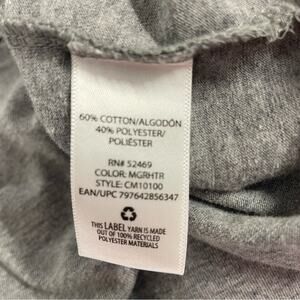 60% COTTON/ALGODÓN
40% POLYESTER/
POLIÉSTER
RN# 52469
COLOR: MGRHTR
STYLE: CM10100
EAN/UPC 797642856347
THIS LABEL YARN IS MADE
OUT OF 100% RECYCLED
POLYESTER MATERIALS